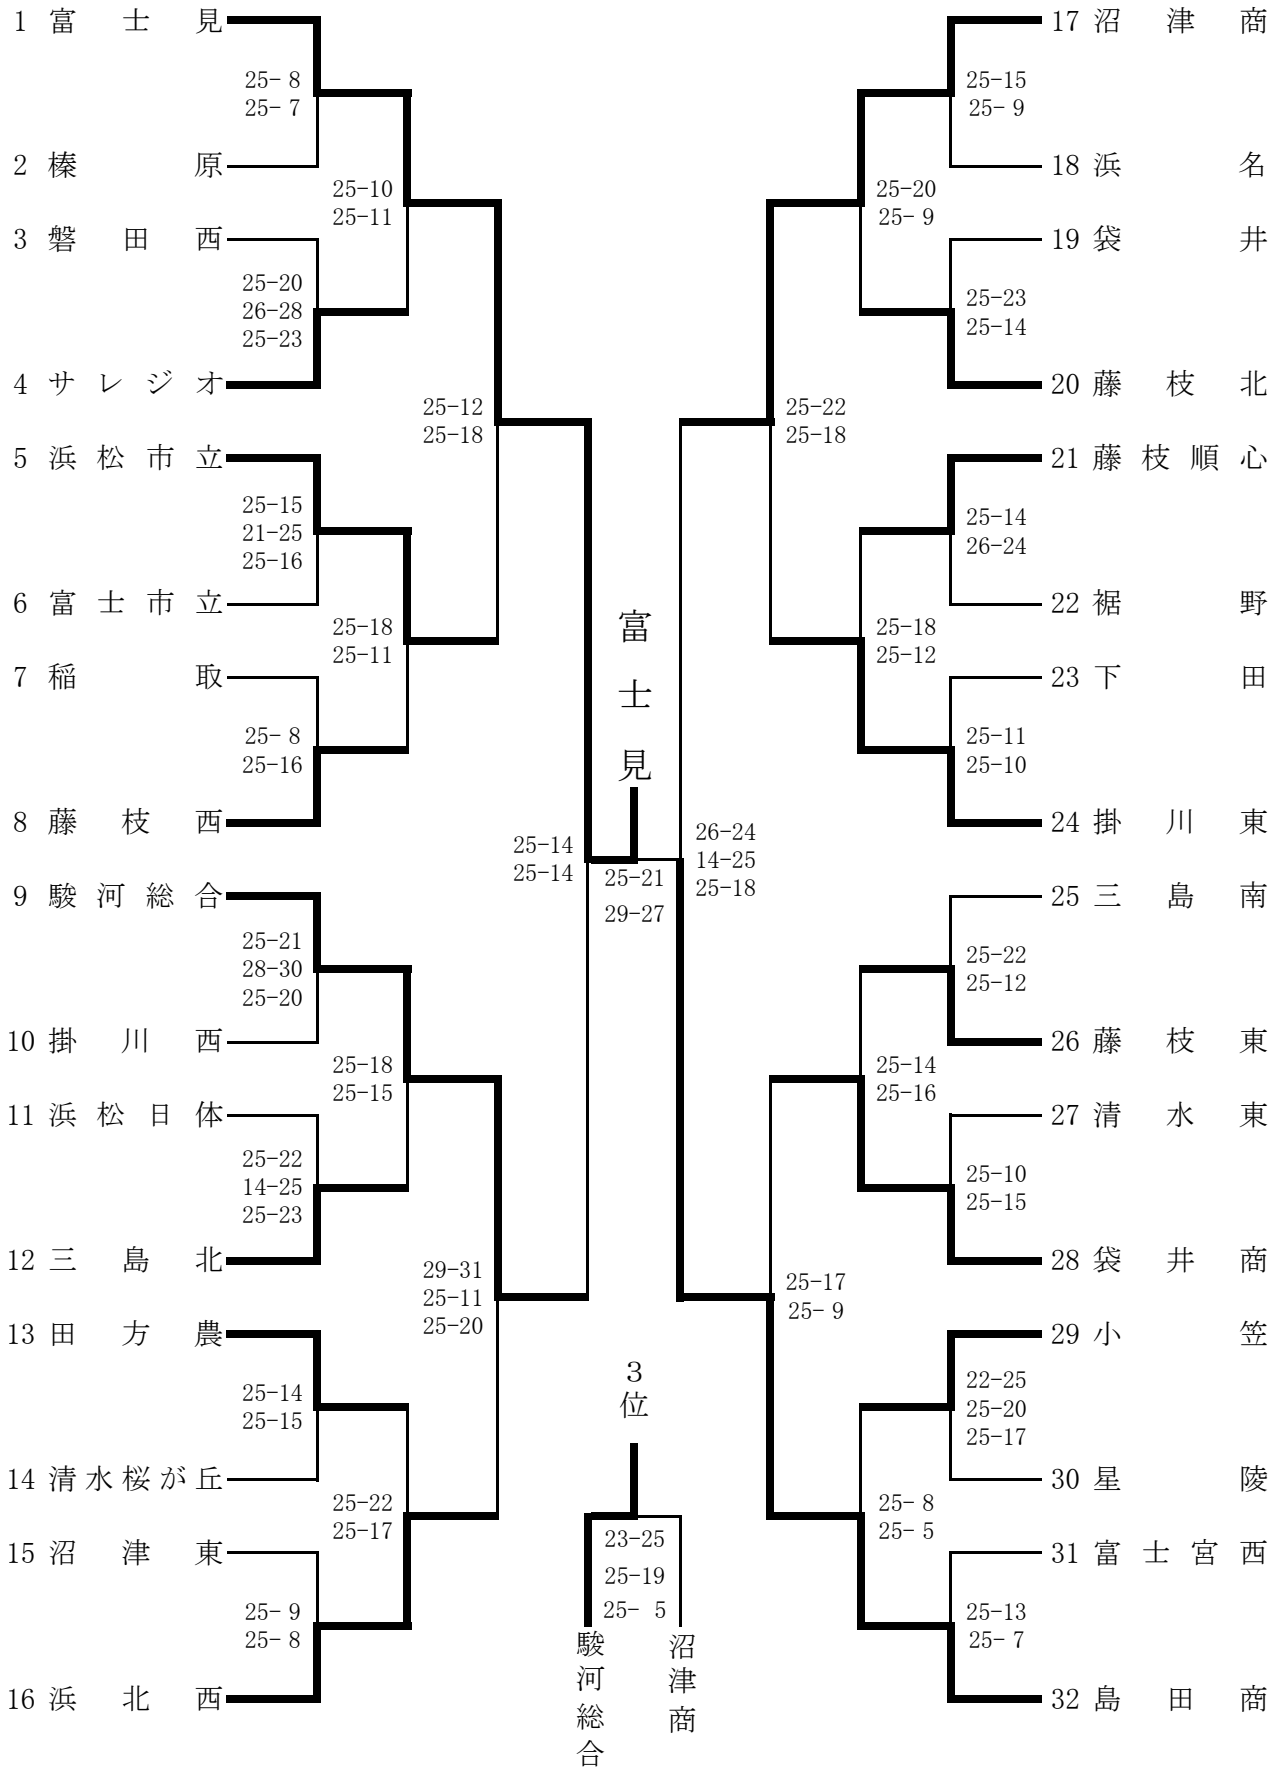 1 富士見
25- 8
25- 7
2 榛原
25-10
25-11
3 磐田西
25-20
26-28
25-23
4 サレジオ
25-12
25-18
5 浜松市立
25-15
21-25
25-16
6 富士市立
25-18
25-11
7 稲取
25- 8
25-16
8 藤枝西
25-14
25-14
9 駿河総合
25-21
28-30
25-20
10 掛川西
25-18
25-15
11 浜松日体
25-22
14-25
25-23
12 三島北
29-31
25-11
25-20
13 田方農
25-14
25-15
14 清水桜が丘
25-22
25-17
15 沼津東
25- 9
25- 8
16 浜北西
富士見
25-21
29-27
3位
23-25
25-19
25- 5
駿河総合
沼津商
17 沼津商
25-15
25- 9
18 浜名
25-20
25- 9
19 袋井
25-23
25-14
20 藤枝北
25-22
25-18
21 藤枝順心
25-14
26-24
22 裾野
25-18
25-12
23 下田
25-11
25-10
24 掛川東
26-24
14-25
25-18
25 三島南
25-22
25-12
26 藤枝東
25-14
25-16
27 清水東
25-10
25-15
28 袋井商
25-17
25- 9
29 小笠
22-25
25-20
25-17
30 星陵
25- 8
25- 5
31 富士宮西
25-13
25- 7
32 島田商